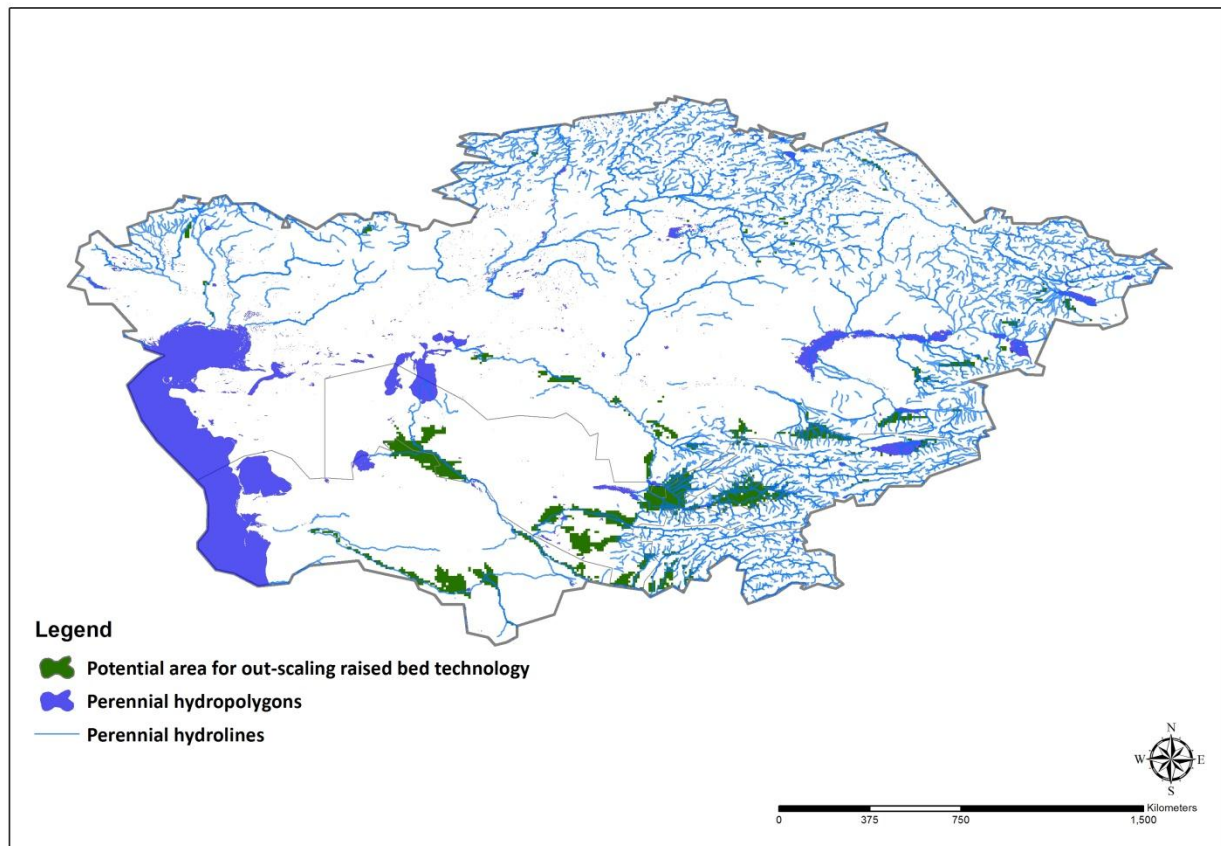 Legend
Potential area for out-scaling raised bed technology
Perennial hydropolygons
Perennial hydrolines
N
W E
S
Kilometers
0 375 750 1,500